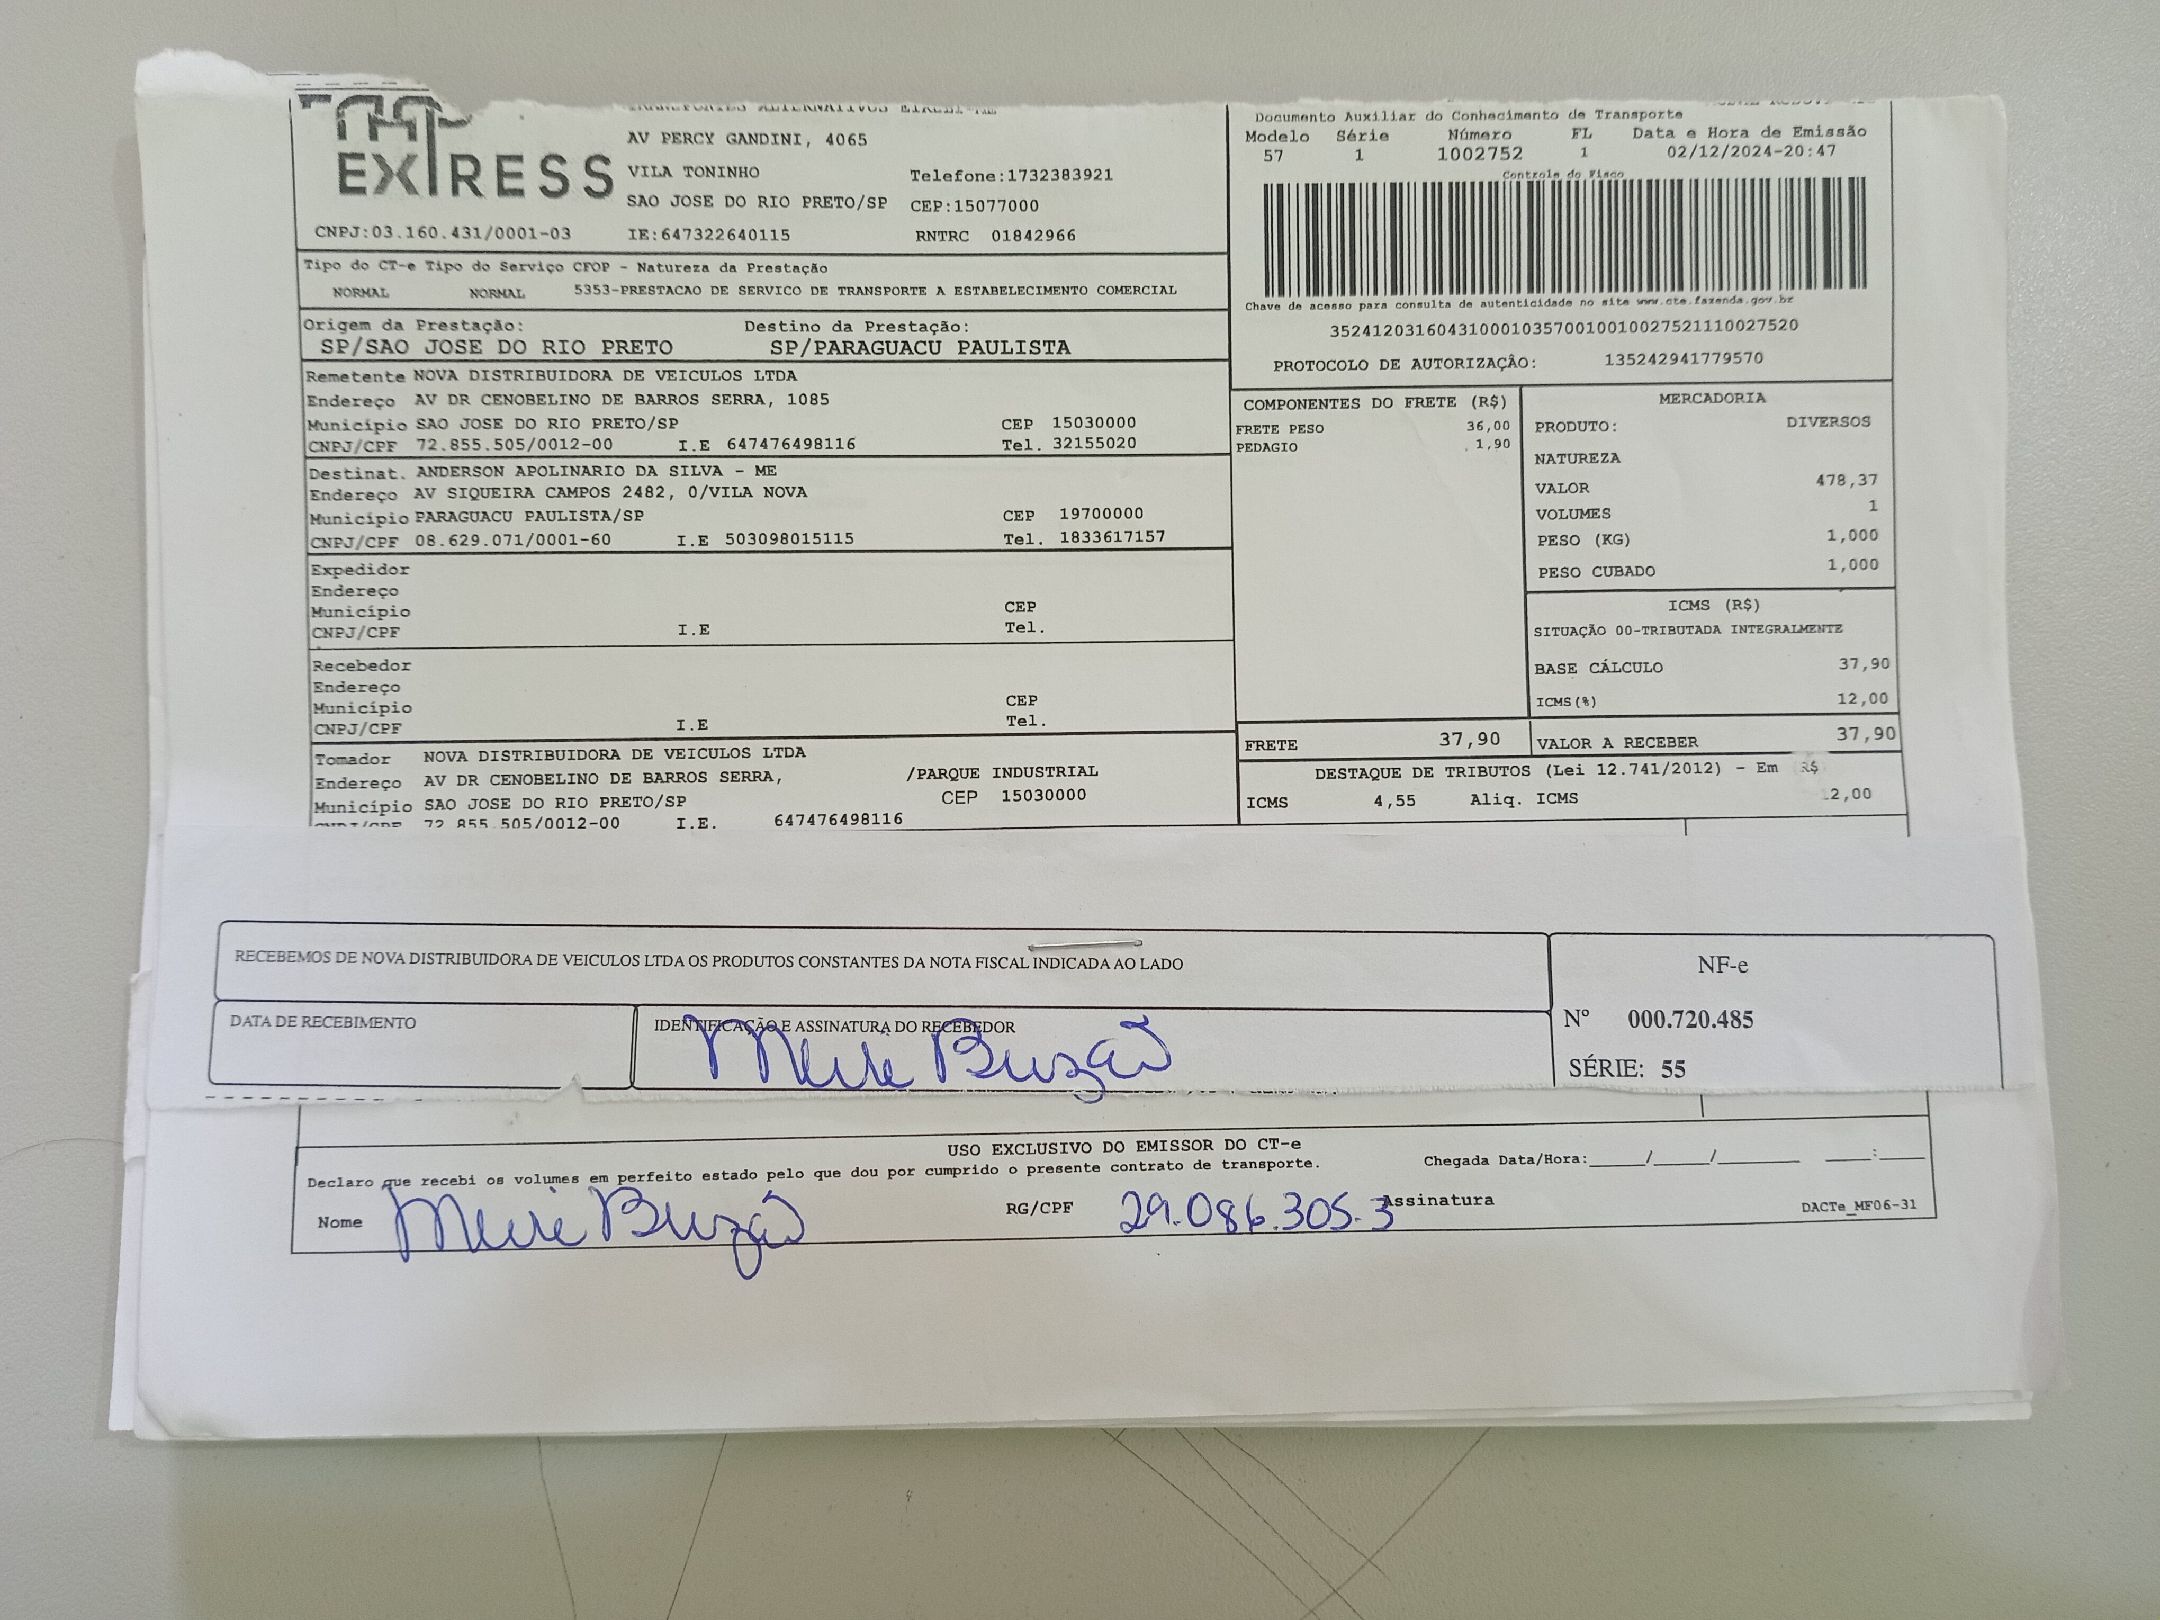 EXPRESS
TRANSPORTES ALTERNATIVOS EIRELI-ME
AV PERCY GANDINI, 4065
VILA TONINHO Telefone:1732383921
SAO JOSE DO RIO PRETO/SP CEP:15077000
CNPJ:03.160.431/0001-03 IE:647322640115 RNTRC 01842966
Documento Auxiliar do Conhecimento de Transporte
Modelo Série Número FL Data e Hora de Emissão
57 1 1002752 1 02/12/2024-20:47
Controle do Fisco
Chave de acesso para consulta de autenticidade no site www.cte.fazenda.gov.br
35241203160431000103570010010027521110027520
PROTOCOLO DE AUTORIZAÇÂO: 135242941779570
Tipo do CT-e Tipo do Serviço CFOP - Natureza da Prestação
NORMAL NORMAL 5353-PRESTACAO DE SERVICO DE TRANSPORTE A ESTABELECIMENTO COMERCIAL
Origem da Prestação: Destino da Prestação:
SP/SAO JOSE DO RIO PRETO SP/PARAGUACU PAULISTA
Remetente NOVA DISTRIBUIDORA DE VEICULOS LTDA
Endereço AV DR CENOBELINO DE BARROS SERRA, 1085
Município SAO JOSE DO RIO PRETO/SP CEP 15030000
CNPJ/CPF 72.855.505/0012-00 I.E 647476498116 Tel. 32155020
Destinat. ANDERSON APOLINARIO DA SILVA - ME
Endereço AV SIQUEIRA CAMPOS 2482, 0/VILA NOVA
Município PARAGUACU PAULISTA/SP CEP 19700000
CNPJ/CPF 08.629.071/0001-60 I.E 503098015115 Tel. 1833617157
Expedidor
Endereço
Município CEP
CNPJ/CPF I.E Tel.
Recebedor
Endereço
Município CEP
CNPJ/CPF I.E Tel.
Tomador NOVA DISTRIBUIDORA DE VEICULOS LTDA
Endereço AV DR CENOBELINO DE BARROS SERRA, /PARQUE INDUSTRIAL
Município SAO JOSE DO RIO PRETO/SP CEP 15030000
CNPJ/CPF 72.855.505/0012-00 I.E. 647476498116
COMPONENTES DO FRETE (R$)
FRETE PESO 36,00
PEDAGIO 1,90
MERCADORIA
PRODUTO: DIVERSOS
NATUREZA
VALOR 478,37
VOLUMES 1
PESO (KG) 1,000
PESO CUBADO 1,000
ICMS (R$)
SITUAÇÃO 00-TRIBUTADA INTEGRALMENTE
BASE CÁLCULO 37,90
ICMS(%) 12,00
FRETE 37,90 VALOR A RECEBER 37,90
DESTAQUE DE TRIBUTOS (Lei 12.741/2012) - Em R$
ICMS 4,55 Aliq. ICMS 12,00
RECEBEMOS DE NOVA DISTRIBUIDORA DE VEICULOS LTDA OS PRODUTOS CONSTANTES DA NOTA FISCAL INDICADA AO LADO
DATA DE RECEBIMENTO IDENTIFICAÇÃO E ASSINATURA DO RECEBEDOR
Meire Buzão
NF-e
Nº 000.720.485
SÉRIE: 55
USO EXCLUSIVO DO EMISSOR DO CT-e
Declaro que recebi os volumes em perfeito estado pelo que dou por cumprido o presente contrato de transporte. Chegada Data/Hora:_____/_____/_______ ____:____
Nome Meire Buzão RG/CPF 29.086.305-3 Assinatura DACTe_MF06-31